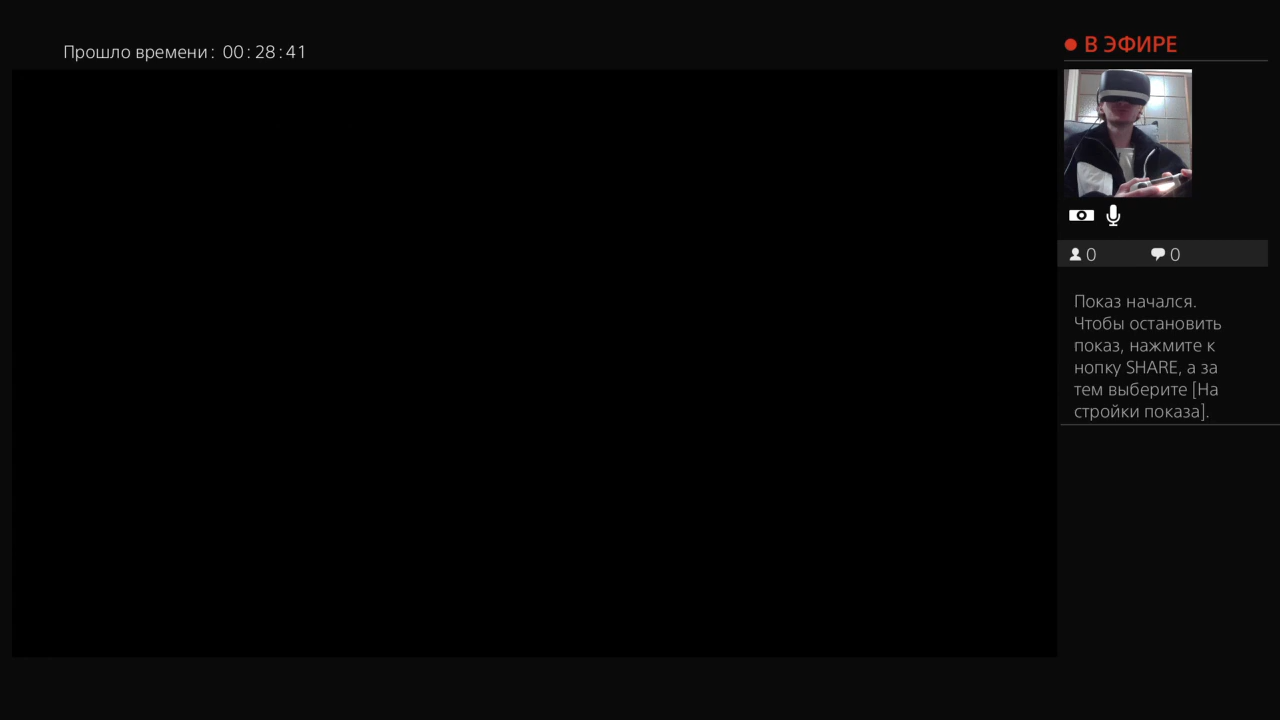 Прошло времени: 00:28:41
В ЭФИРЕ
0 0
Показ начался.
Чтобы остановить
показ, нажмите к
нопку SHARE, а за
тем выберите [На
стройки показа].